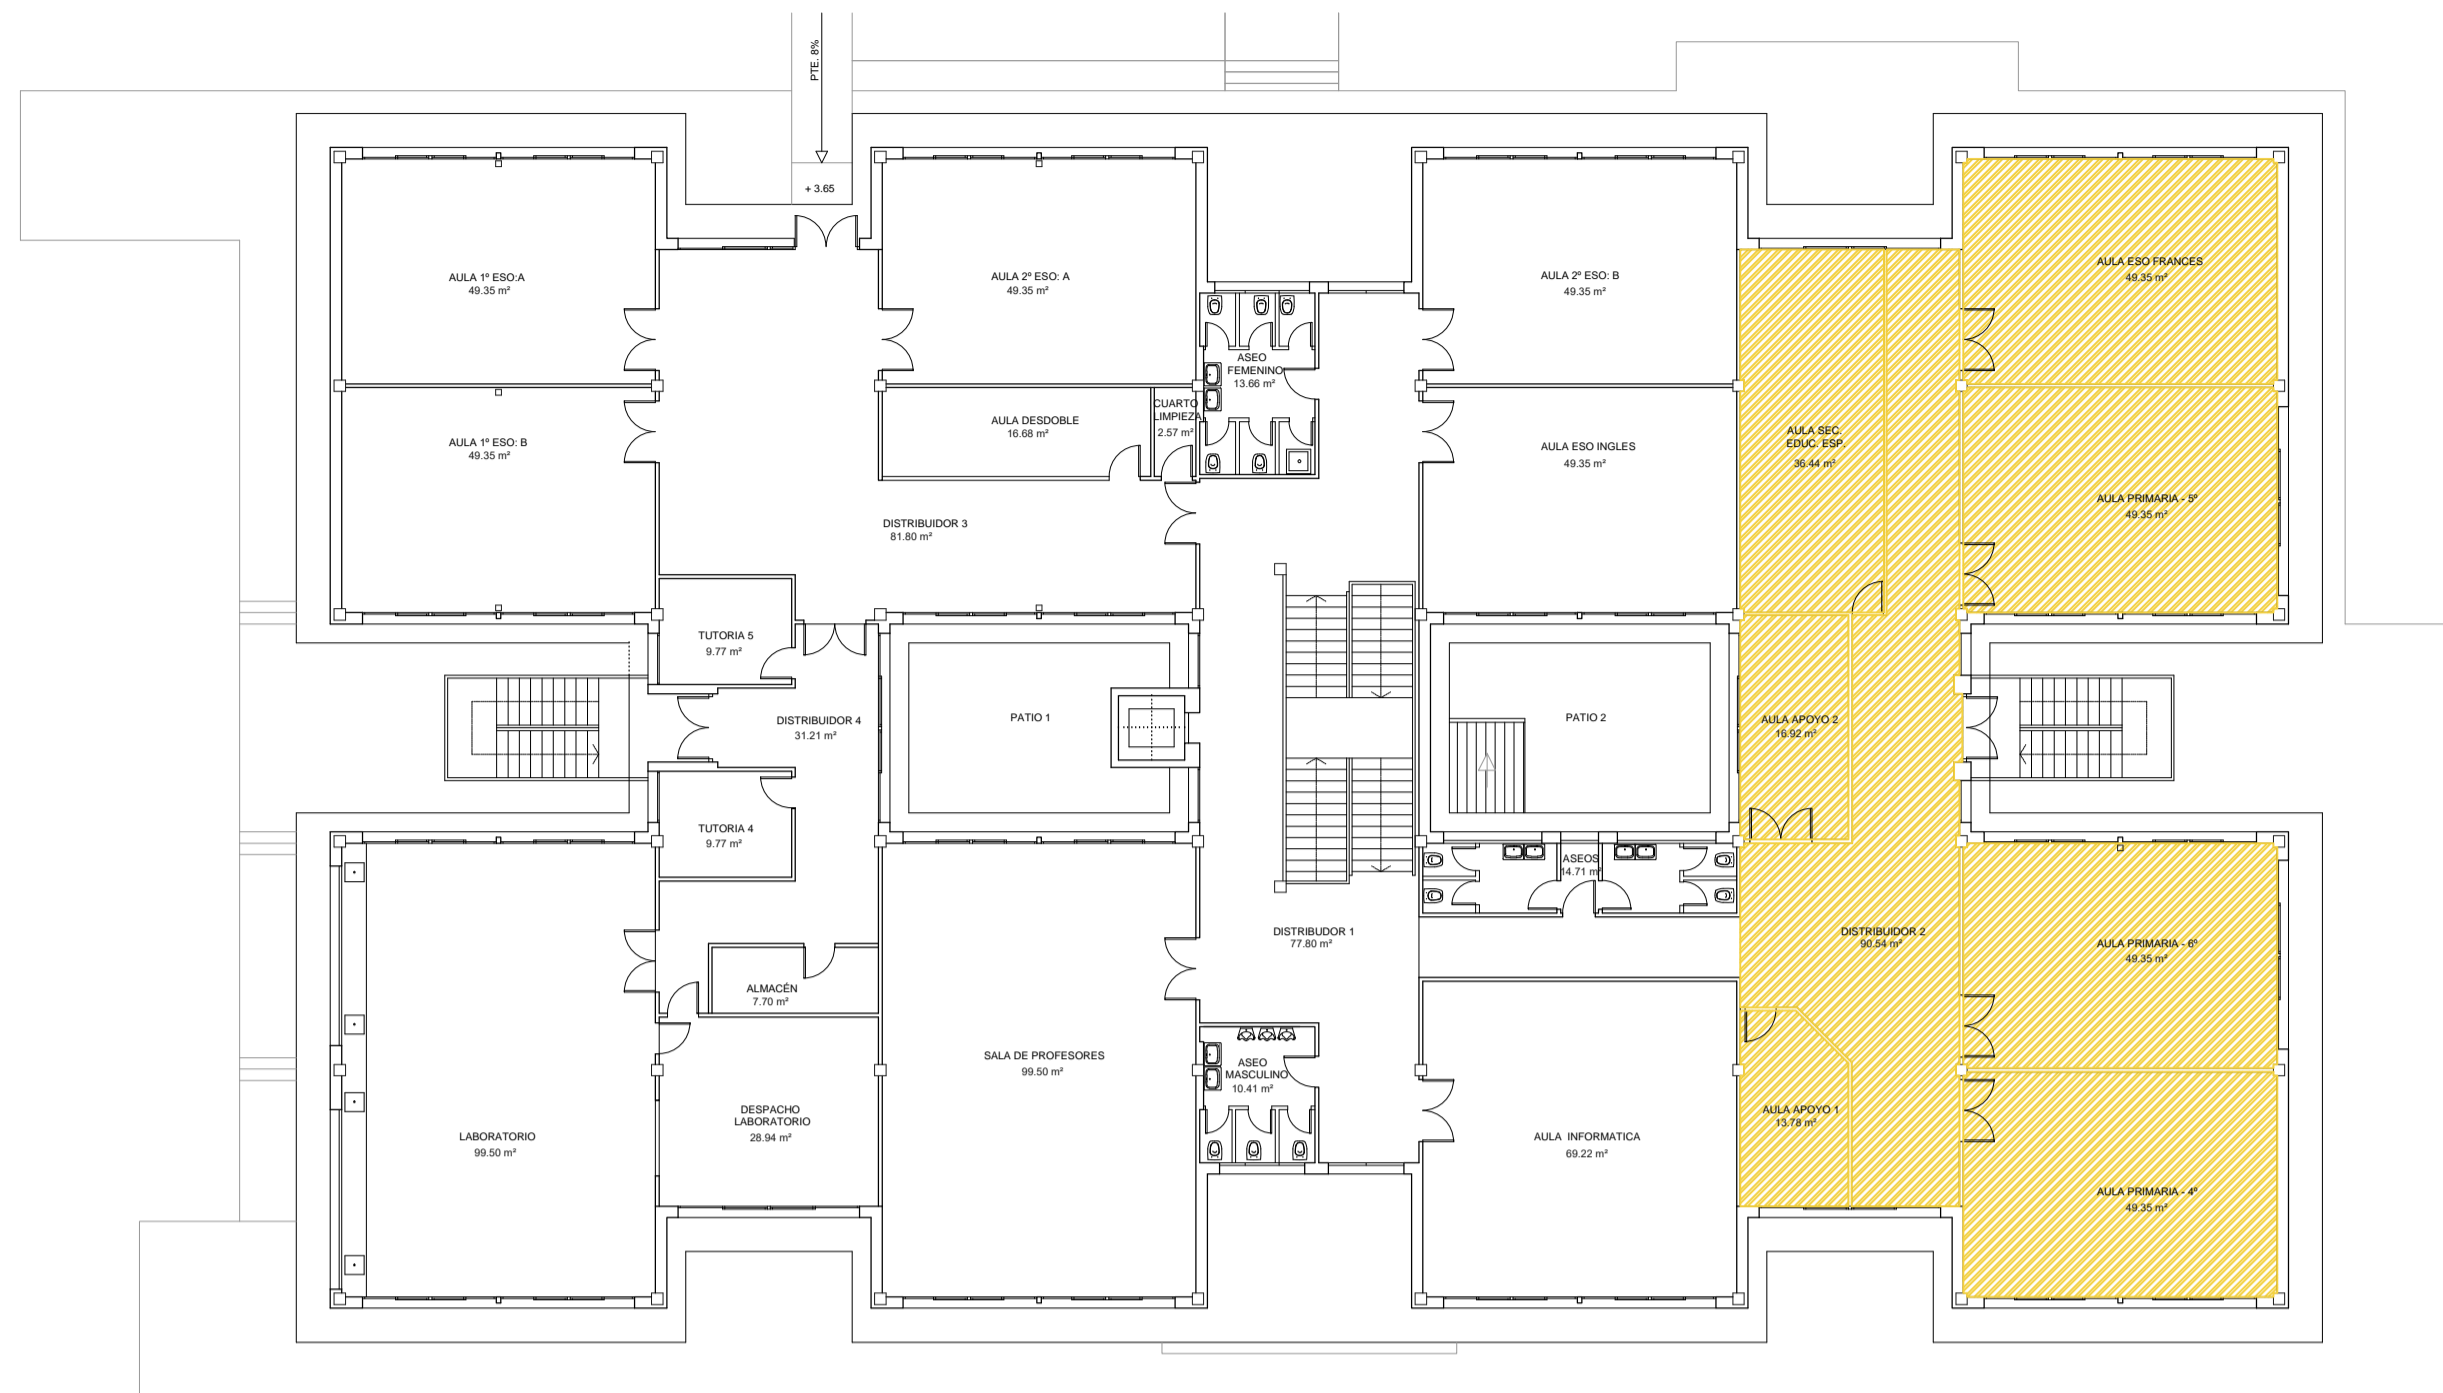 PTE. 8%
+ 3.65
AULA 1º ESO:A
49.35 m²
AULA 2º ESO: A
49.35 m²
AULA 2º ESO: B
49.35 m²
AULA ESO FRANCES
49.35 m²
ASEO
FEMENINO
13.66 m²
CUARTO
LIMPIEZA
2.57 m²
AULA DESDOBLE
16.68 m²
AULA 1º ESO: B
49.35 m²
AULA ESO INGLES
49.35 m²
AULA SEC.
EDUC. ESP.
36.44 m²
AULA PRIMARIA - 5º
49.35 m²
DISTRIBUIDOR 3
81.80 m²
TUTORIA 5
9.77 m²
DISTRIBUIDOR 4
31.21 m²
PATIO 1
PATIO 2
AULA APOYO 2
16.92 m²
TUTORIA 4
9.77 m²
ASEOS
14.71 m²
DISTRIBUDOR 1
77.80 m²
DISTRIBUIDOR 2
90.54 m²
AULA PRIMARIA - 6º
49.35 m²
ALMACÉN
7.70 m²
SALA DE PROFESORES
99.50 m²
ASEO
MASCULINO
10.41 m²
DESPACHO
LABORATORIO
28.94 m²
AULA APOYO 1
13.78 m²
LABORATORIO
99.50 m²
AULA INFORMATICA
69.22 m²
AULA PRIMARIA - 4º
49.35 m²